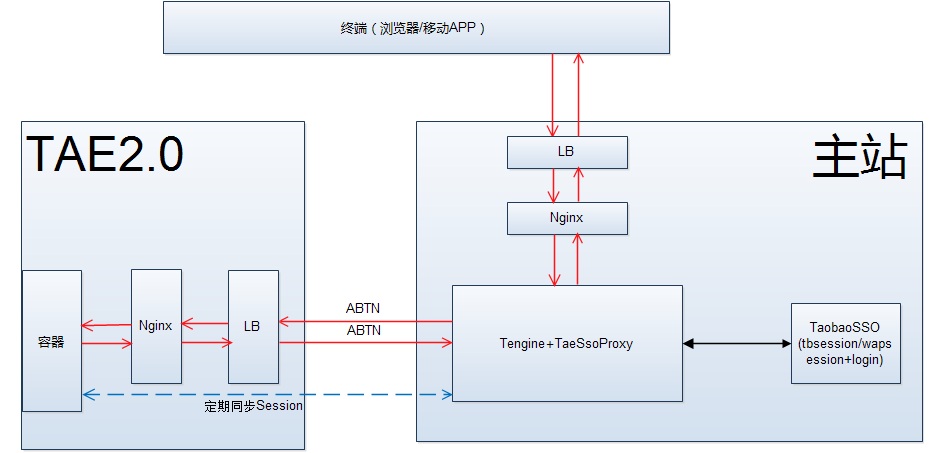 终端（浏览器/移动APP）
TAE2.0
主站
LB
Nginx
容器
Nginx
LB
ABTN
ABTN
Tengine+TaeSsoProxy
TaobaoSSO
(tbsession/waps
ession+login)
定期同步Session